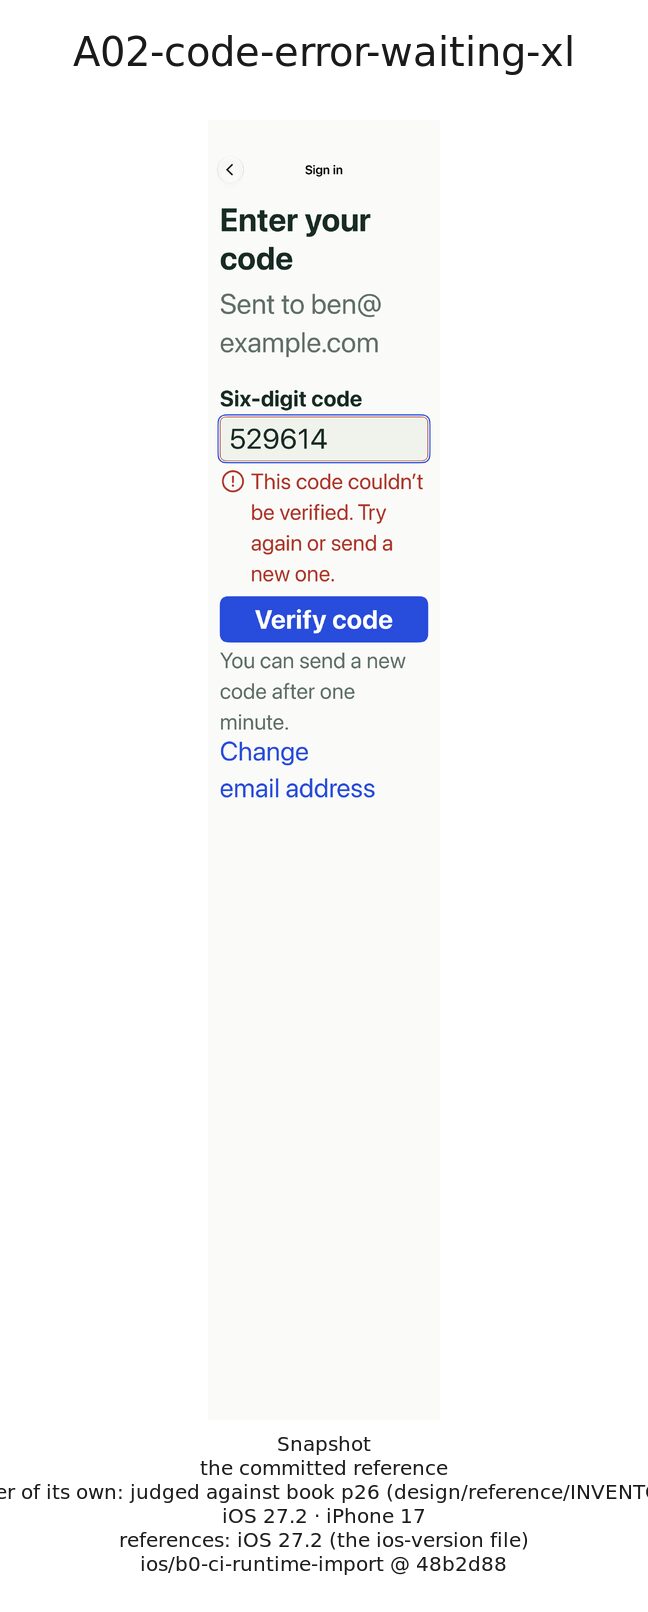 A02-code-error-waiting-xl
Sign in
Enter your
code
Sent to ben@
example.com
Six-digit code
529614
This code couldn’t
be verified. Try
again or send a
new one.
Verify code
You can send a new
code after one
minute.
Change
email address
Snapshot
the committed reference
of its own: judged against book p26 (design/reference/
iOS 27.2 · iPhone 17
references: iOS 27.2 (the ios-version file)
ios/b0-ci-runtime-import @ 48b2d88